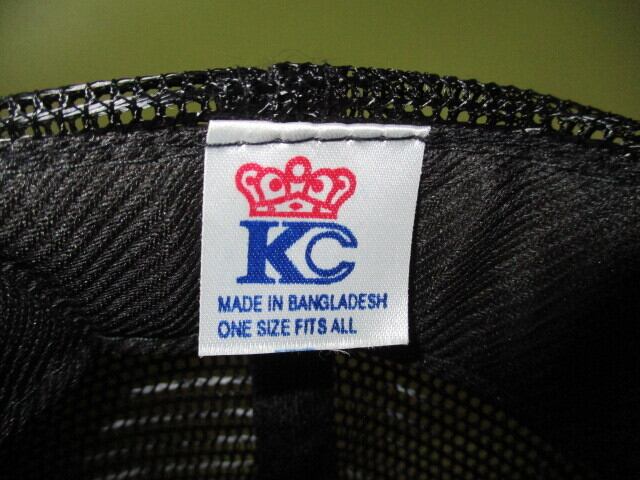 KC
MADE IN BANGLADESH
ONE SIZE FITS ALL